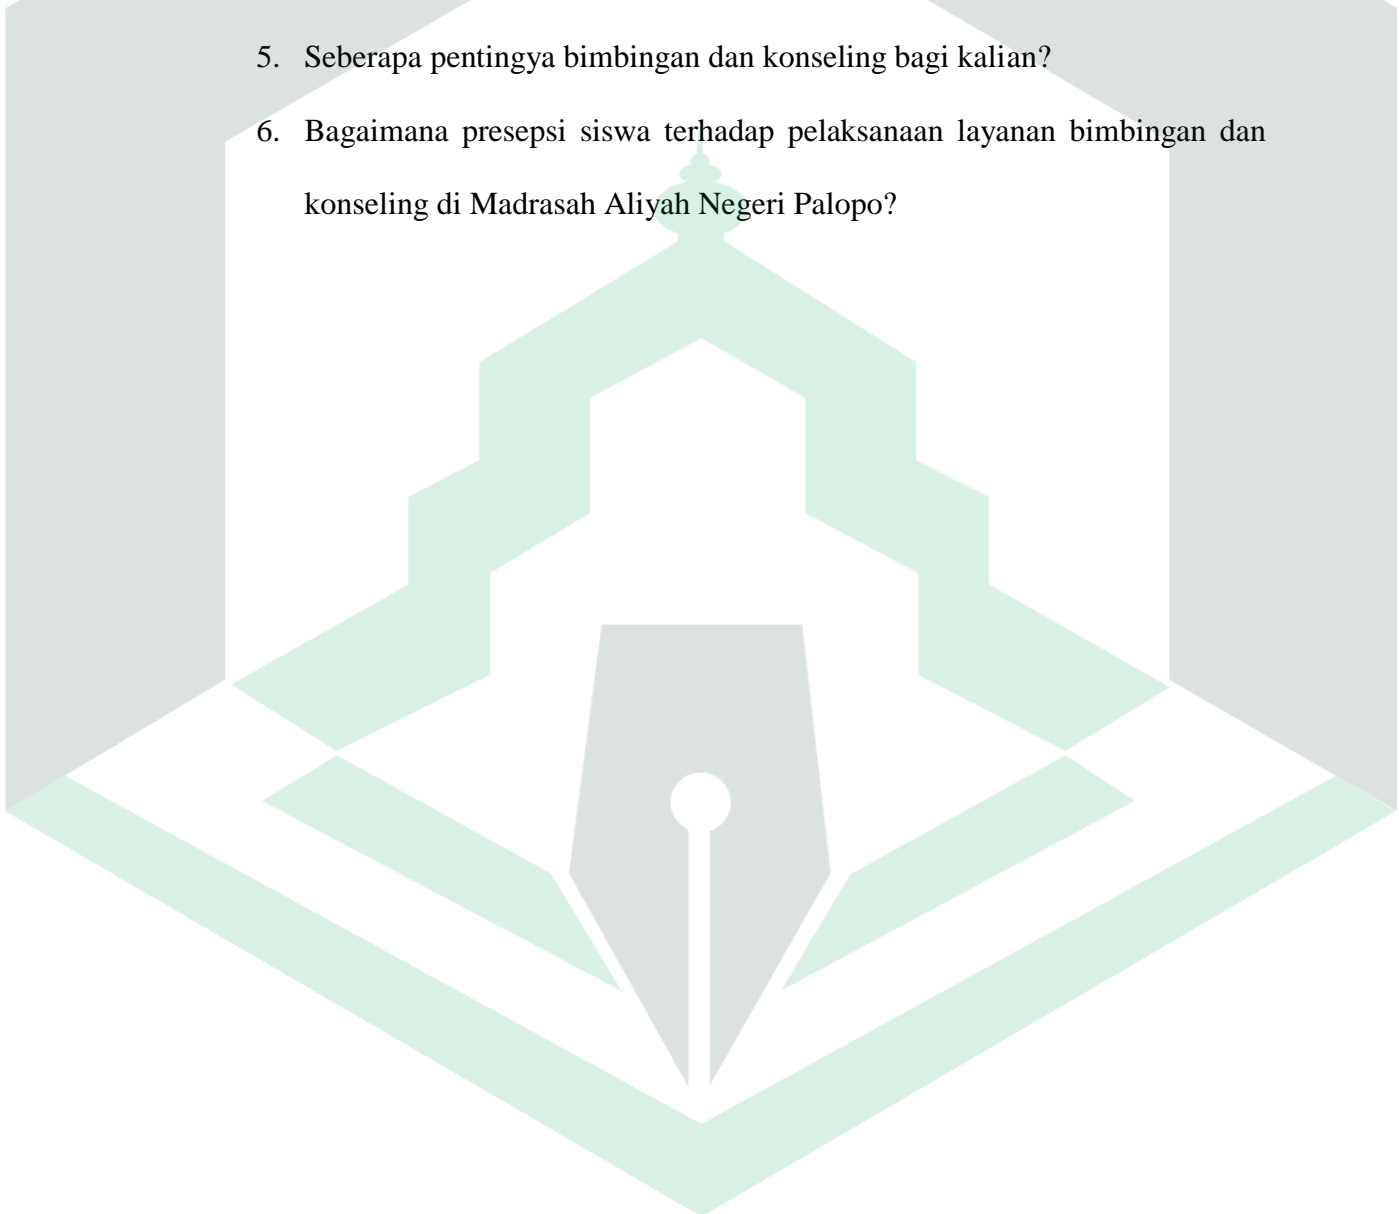 5. Seberapa pentingya bimbingan dan konseling bagi kalian?
6. Bagaimana presepsi siswa terhadap pelaksanaan layanan bimbingan dan
konseling di Madrasah Aliyah Negeri Palopo?